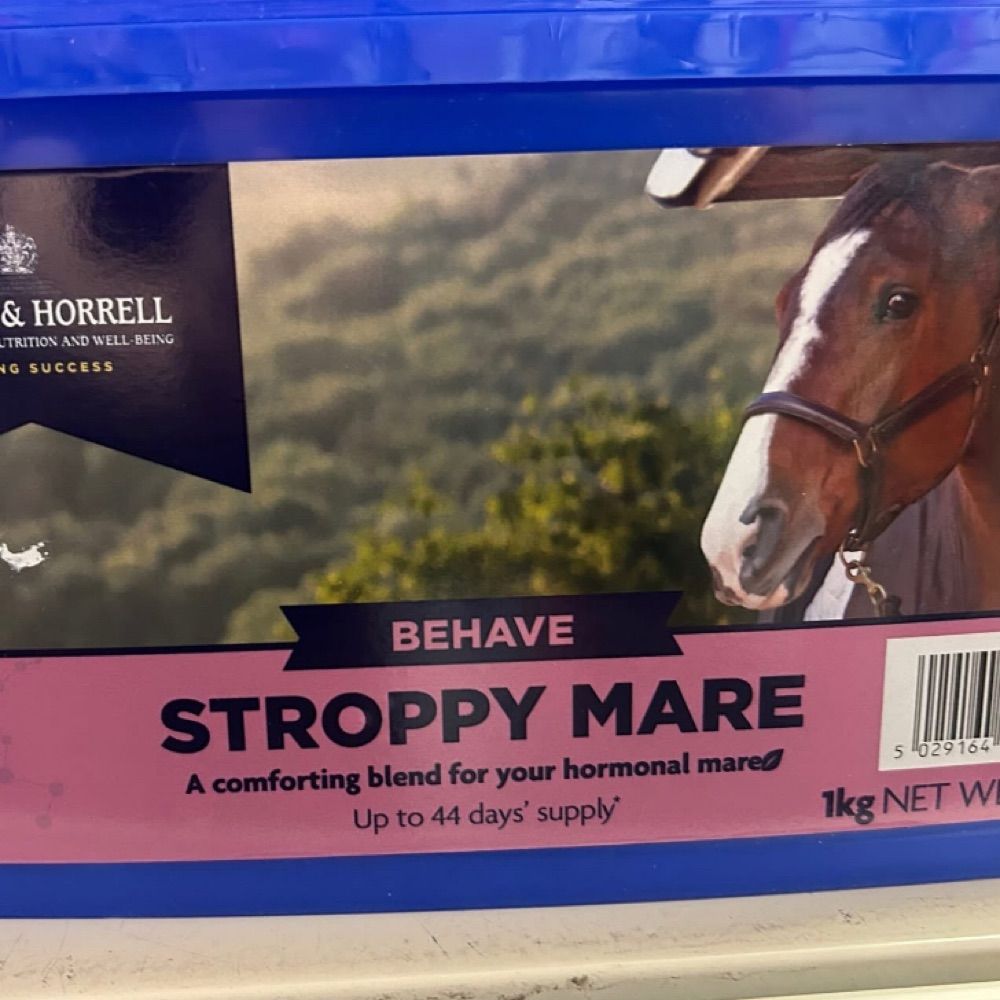 & HORRELL
UTRITION AND WELL-BEING
NG SUCCESS
BEHAVE
STROPPY MARE
A comforting blend for your hormonal mare
Up to 44 days' supply*
5 029164
1kg NET WE